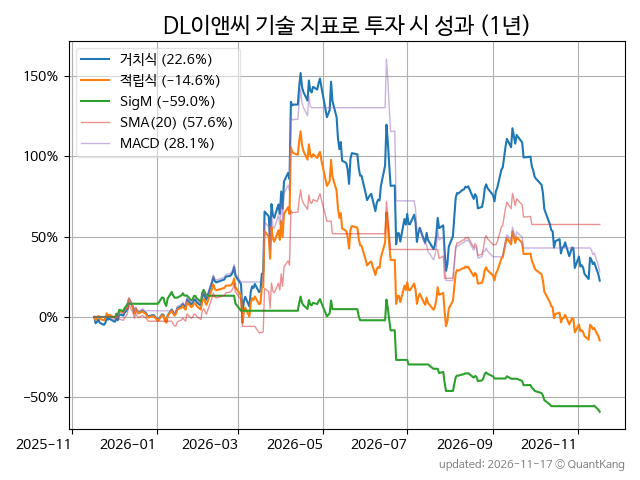 DL이앤씨 기술 지표로 투자 시 성과 (1년)
거치식 (22.6%)
적립식 (-14.6%)
SigM (-59.0%)
SMA(20) (57.6%)
MACD (28.1%)
150%
100%
50%
0%
-50%
2025-11
2026-01
2026-03
2026-05
2026-07
2026-09
2026-11
updated: 2026-11-17 © QuantKang